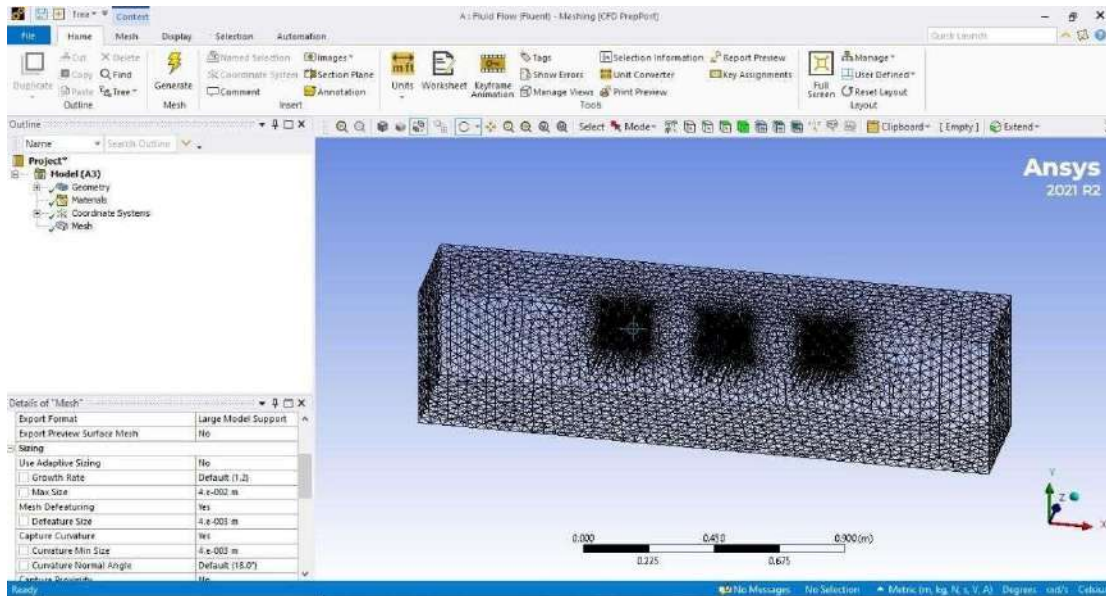 A : Fluid Flow (Fluent) - Meshing [CFD PrepPost]
Tree Context
File Home Mesh Display Selection Automation Quick Launch
Duplicate Cut Copy Paste Delete Find Tree Outline
Generate Mesh
Named Selection Coordinate System Comment Images Section Plane Annotation Insert
Units Worksheet Keyframe Animation Tags Show Errors Manage Views Selection Information Unit Converter Print Preview Report Preview Key Assignments Tools
Full Screen Manage User Defined Reset Layout Layout
Outline
Select Mode Clipboard [Empty] Extend
Name Search Outline
Project*
Model (A3)
Geometry
Materials
Coordinate Systems
Mesh
Ansys
2021 R2
Details of "Mesh"
Export Format Large Model Support
Export Preview Surface Mesh No
Sizing
Use Adaptive Sizing No
Growth Rate Default (1.2)
Max Size 4.e-002 m
Mesh Defeaturing Yes
Defeature Size 4.e-003 m
Capture Curvature Yes
Curvature Min Size 4.e-003 m
Curvature Normal Angle Default (18.0°)
Capture Proximity No
0.000 0.450 0.900 (m)
0.225 0.675
Y
Z
X
Ready No Messages No Selection Metric (m, kg, N, s, V, A) Degrees rad/s Celsius